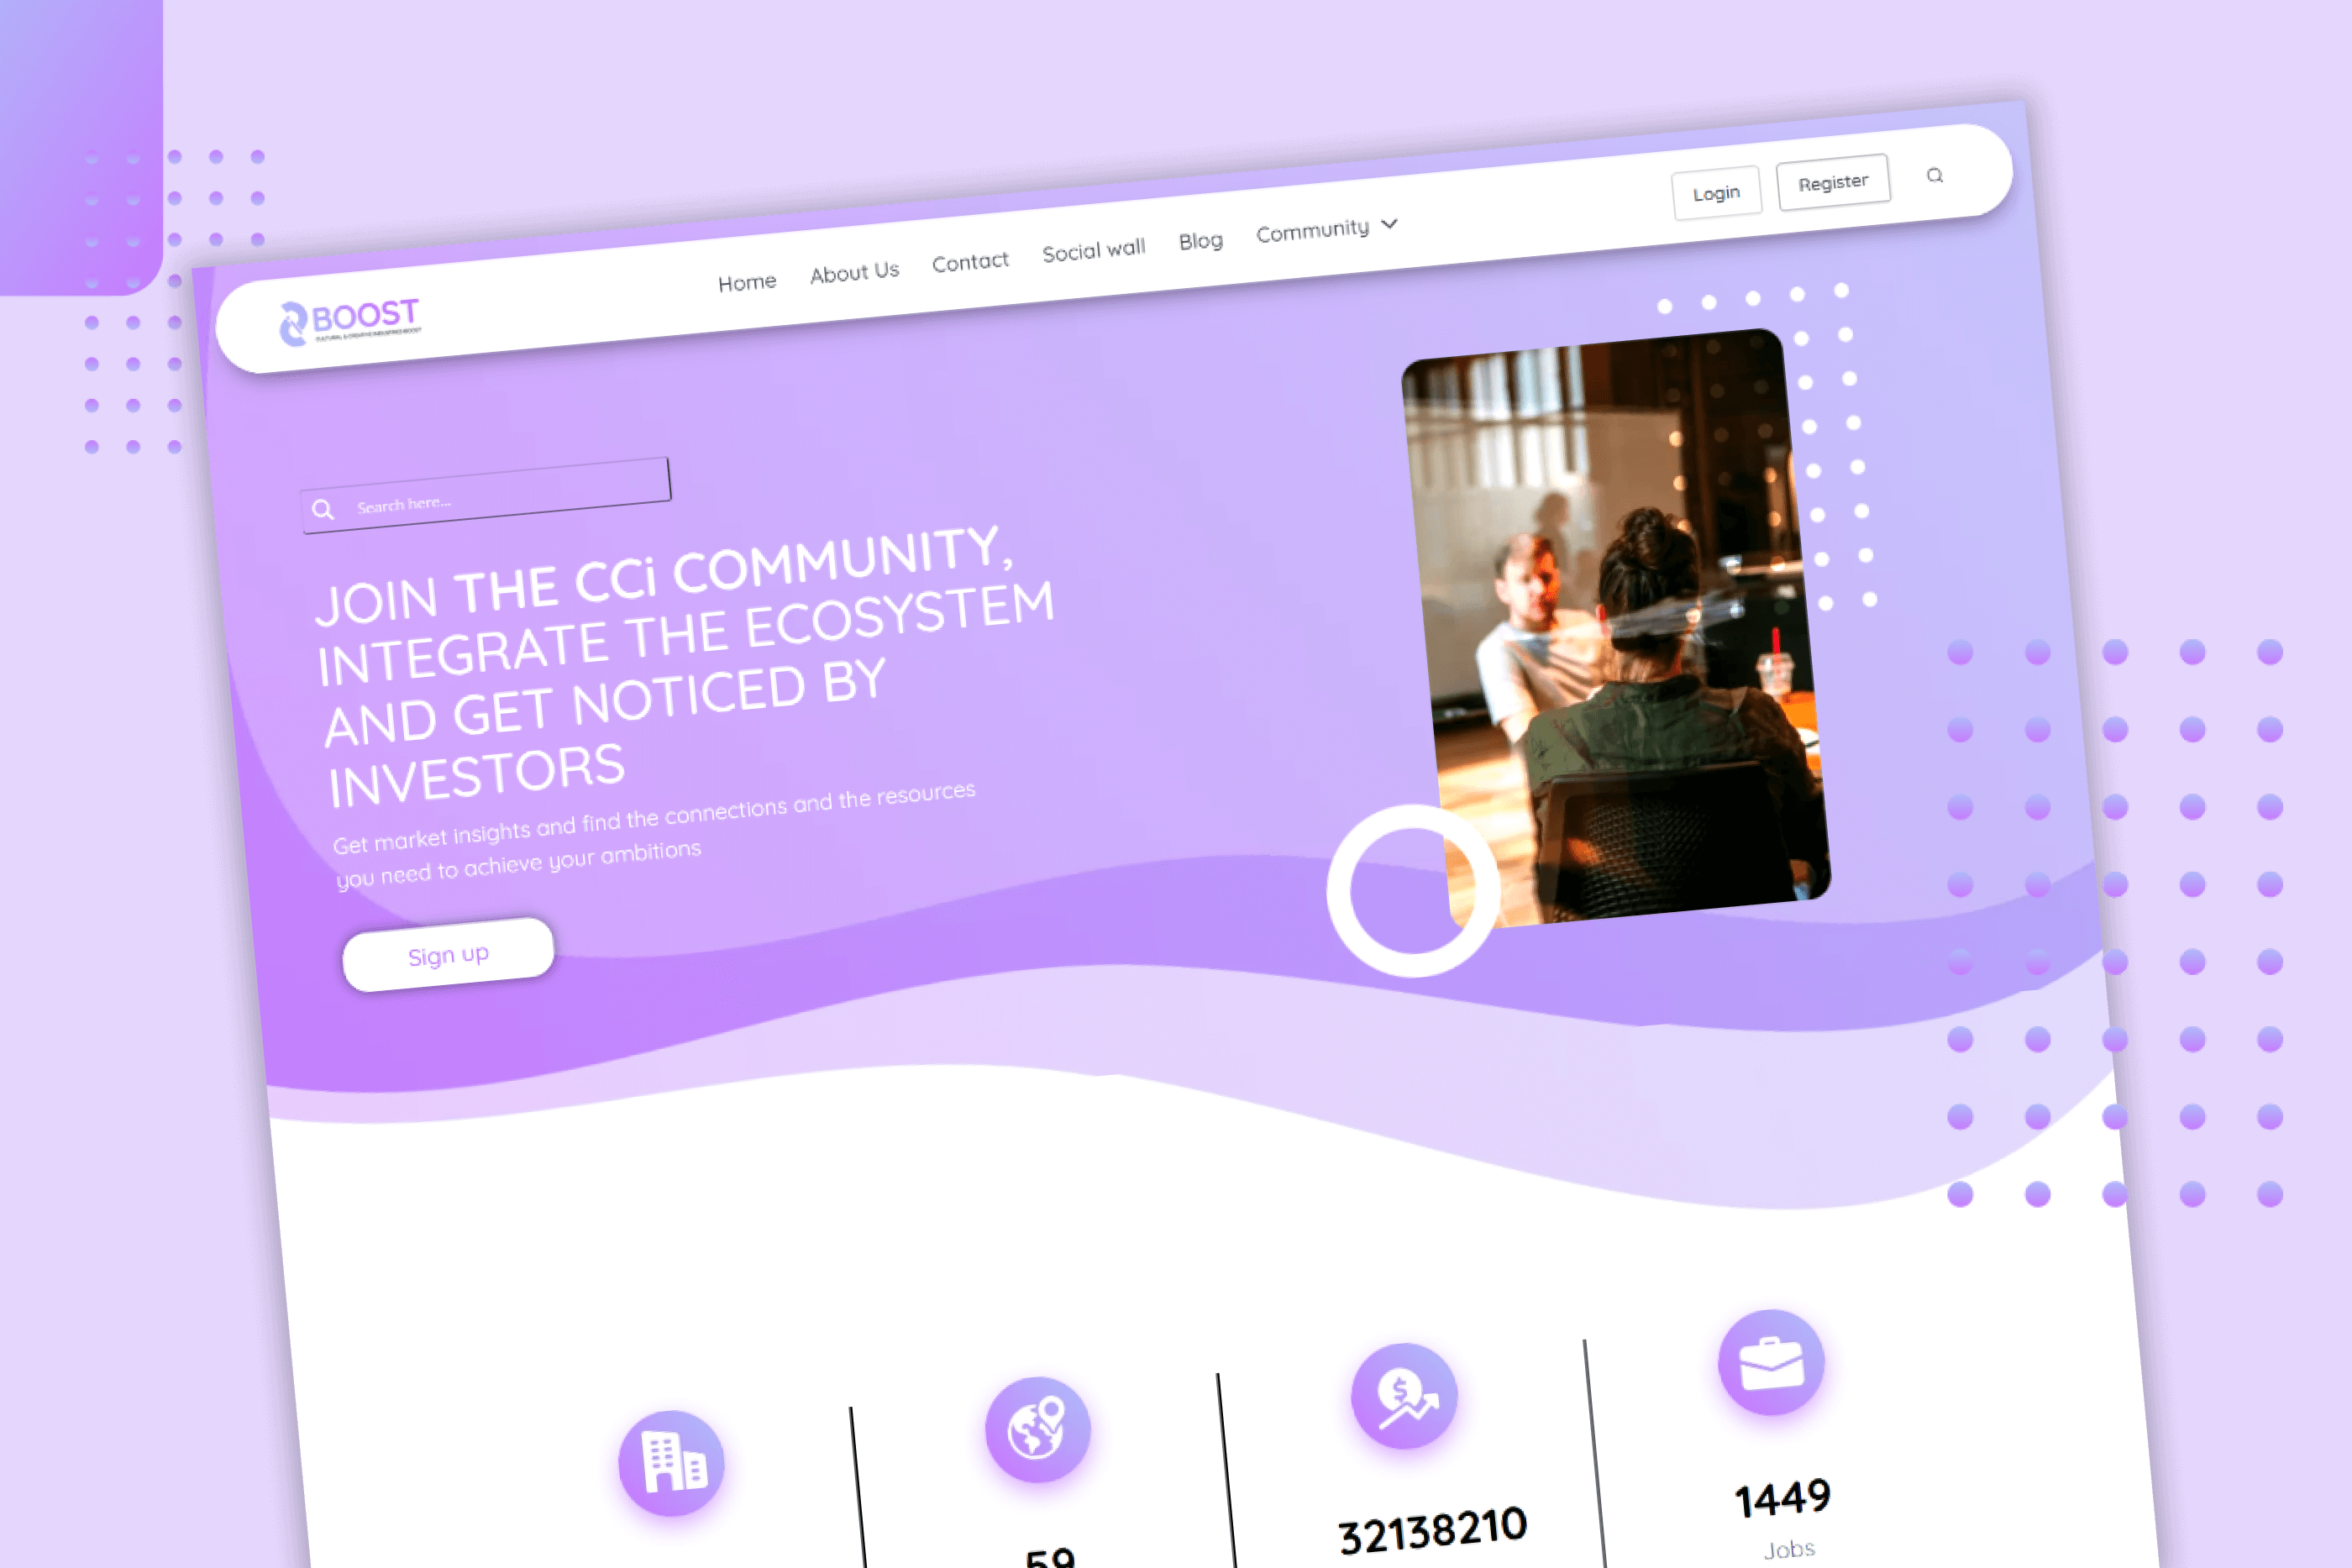 BOOST
CULTURAL & CREATIVE INDUSTRIES BOOST
Home
About Us
Contact
Social wall
Blog
Community
Login
Register
Search here...
JOIN THE CCi COMMUNITY,
INTEGRATE THE ECOSYSTEM
AND GET NOTICED BY
INVESTORS
Get market insights and find the connections and the resources
you need to achieve your ambitions
Sign up
59
32138210
1449
Jobs